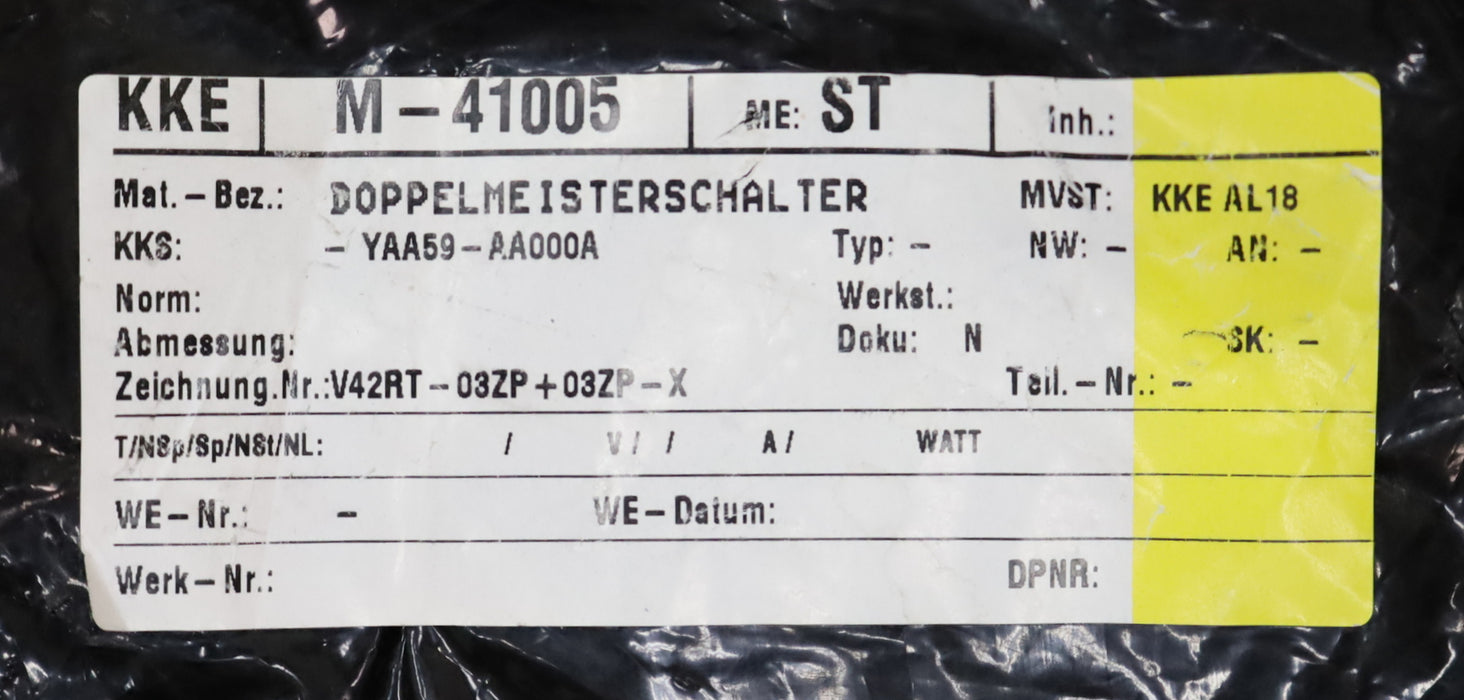 KKE M-41005 ME: ST Inh.:
Mat.-Bez.: DOPPELMEISTERSCHALTER MVST: KKE AL18
KKS: - YAA59-AA000A Typ: - NW: - AN: -
Norm: Werkst.:
Abmessung: Doku: N SK: -
Zeichnung.Nr.:V42RT-03ZP+03ZP-X Teil.-Nr.: -
T/NSp/Sp/NSt/NL: / V/ / A/ WATT
WE-Nr.: - WE-Datum:
Werk-Nr.: DPNR: